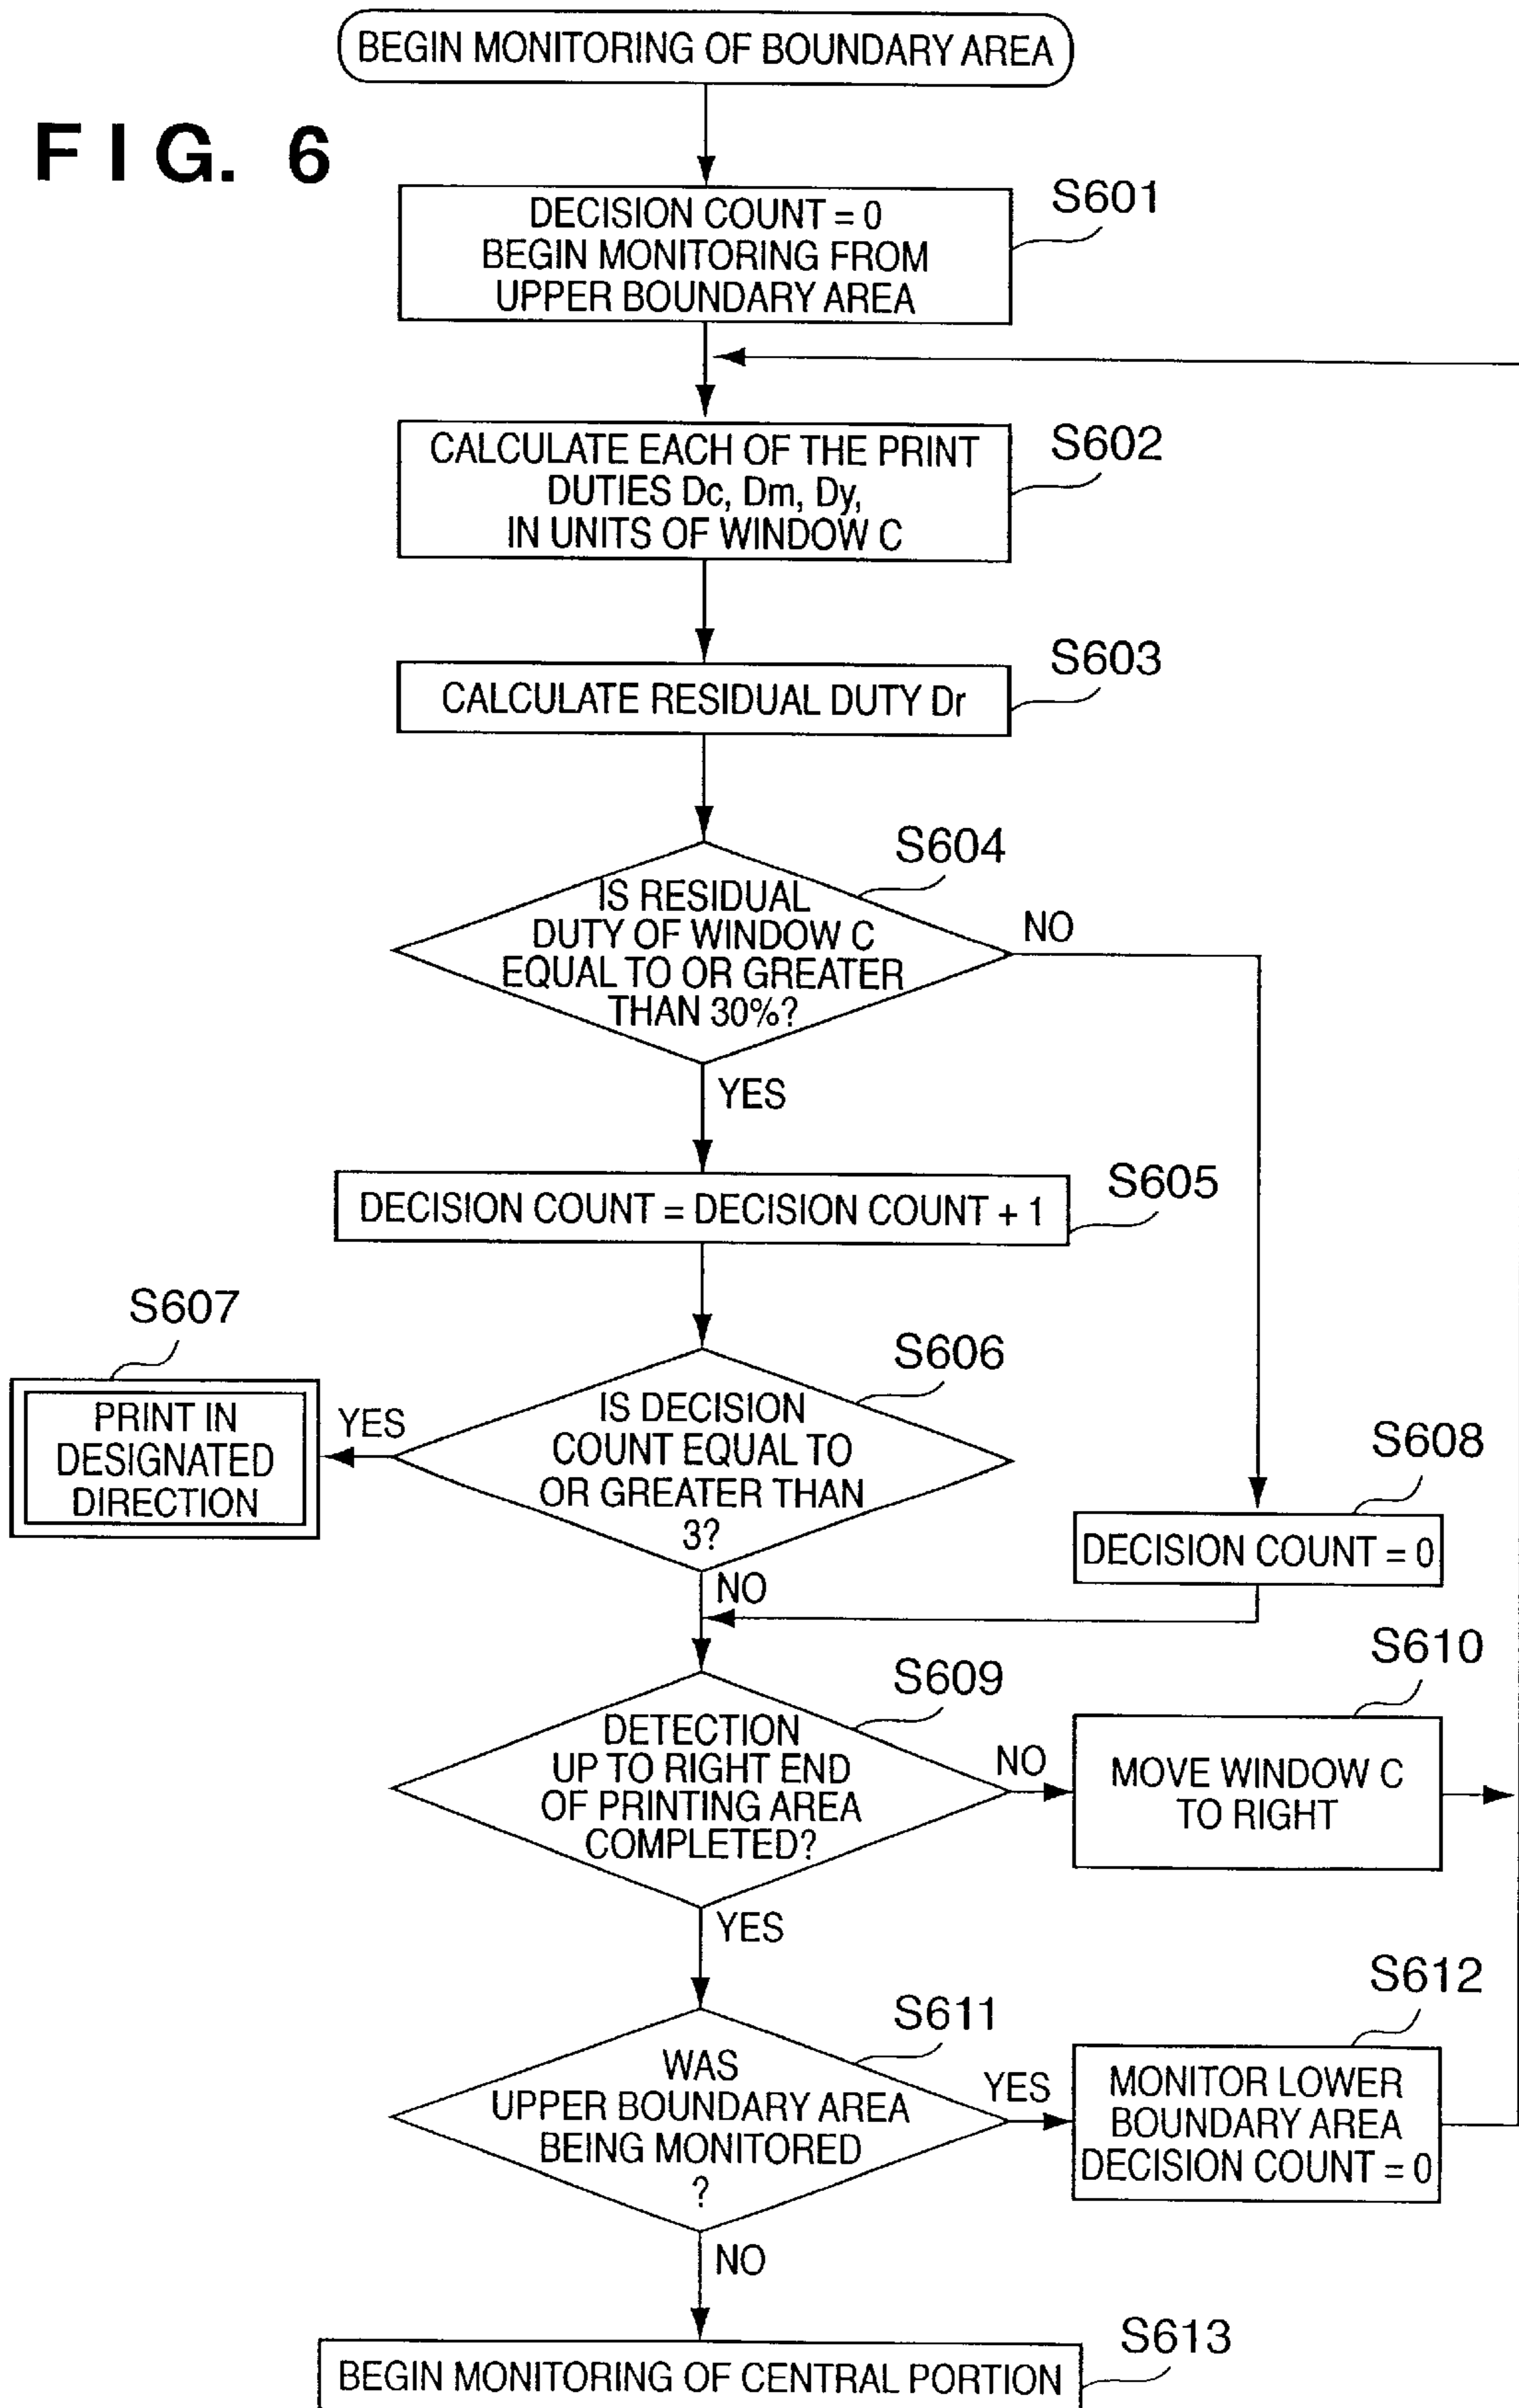 BEGIN MONITORING OF BOUNDARY AREA
FIG. 6
S601
DECISION COUNT = 0
BEGIN MONITORING FROM
UPPER BOUNDARY AREA
S602
CALCULATE EACH OF THE PRINT
DUTIES Dc, Dm, Dy,
IN UNITS OF WINDOW C
S603
CALCULATE RESIDUAL DUTY Dr
S604
IS RESIDUAL
DUTY OF WINDOW C
EQUAL TO OR GREATER
THAN 30%?
NO
YES
S605
DECISION COUNT = DECISION COUNT + 1
S607
PRINT IN
DESIGNATED
DIRECTION
YES
S606
IS DECISION
COUNT EQUAL TO
OR GREATER THAN
3?
NO
S608
DECISION COUNT = 0
S609
DETECTION
UP TO RIGHT END
OF PRINTING AREA
COMPLETED?
NO
S610
MOVE WINDOW C
TO RIGHT
YES
S611
WAS
UPPER BOUNDARY AREA
BEING MONITORED
?
YES
S612
MONITOR LOWER
BOUNDARY AREA
DECISION COUNT = 0
NO
S613
BEGIN MONITORING OF CENTRAL PORTION